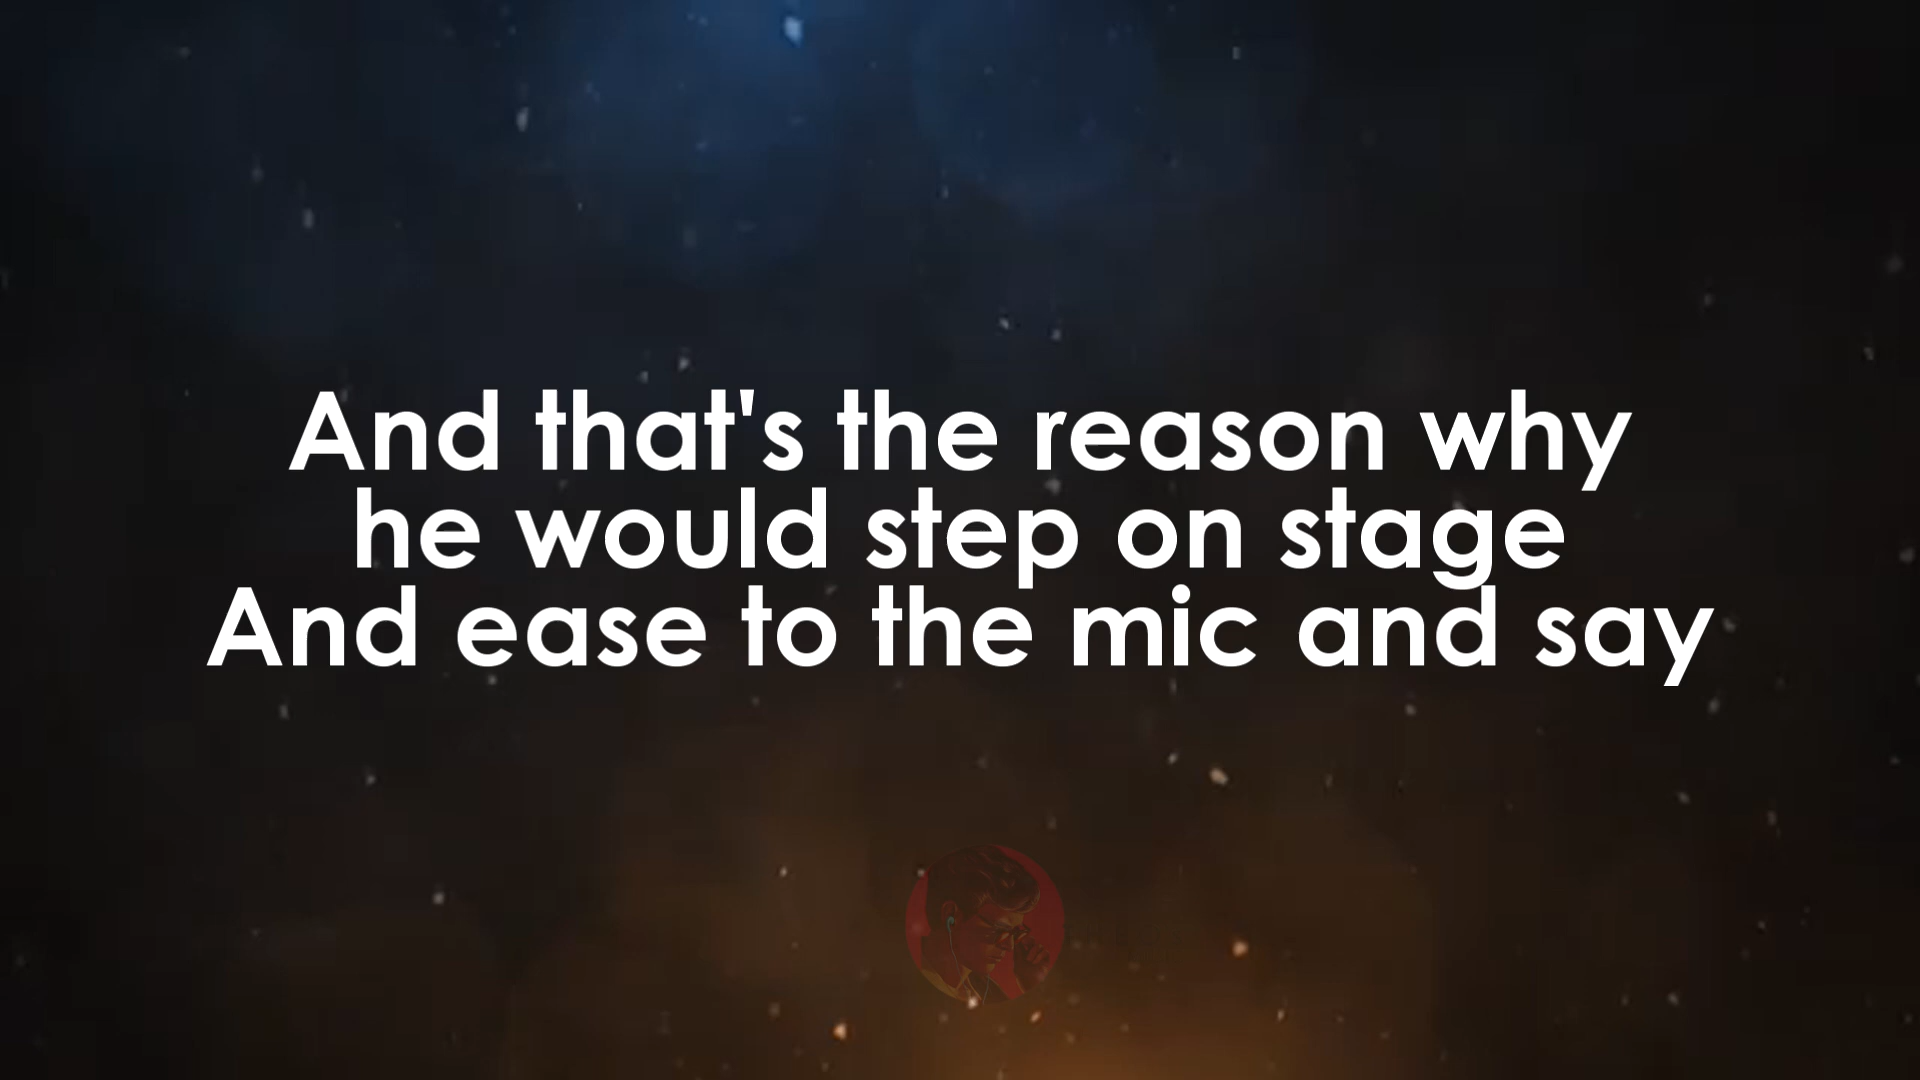 And that's the reason why
he would step on stage
And ease to the mic and say